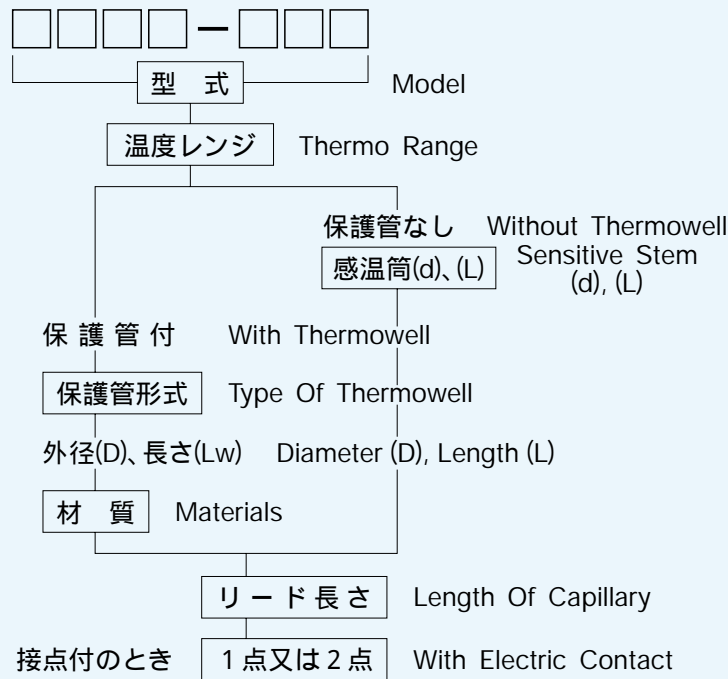 □□□□－□□□
型 式 Model
温度レンジ Thermo Range
保護管なし Without Thermowell
感温筒(d)、(L) Sensitive Stem
(d), (L)
保護管付 With Thermowell
保護管形式 Type Of Thermowell
外径(D)、長さ(Lw) Diameter (D), Length (L)
材 質 Materials
リード長さ Length Of Capillary
接点付のとき 1点又は2点 With Electric Contact